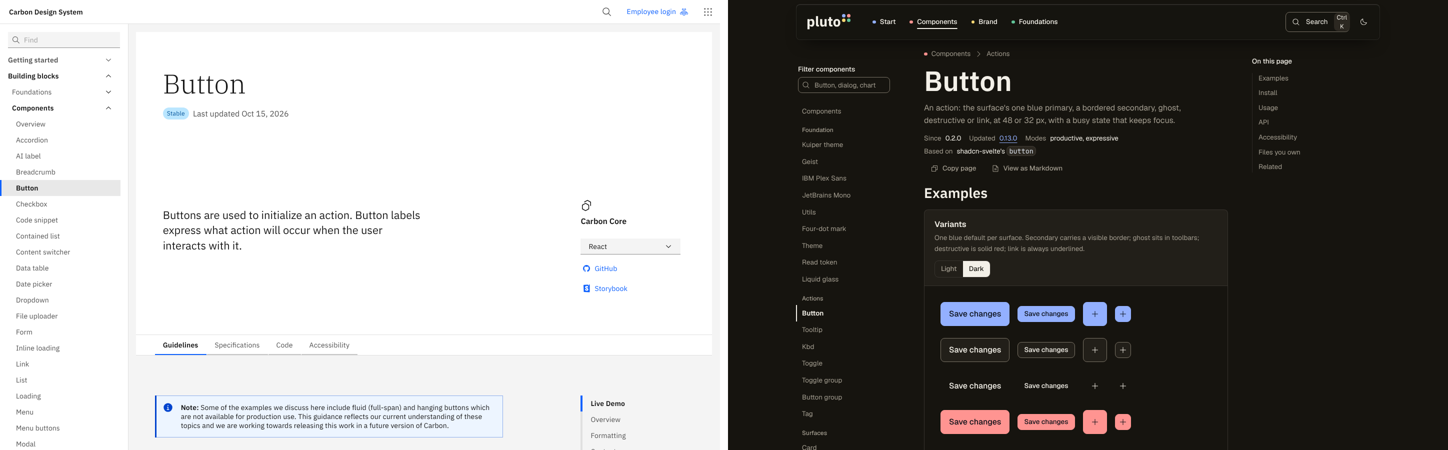 Carbon Design System
Employee login
Find
Getting started
Building blocks
Foundations
Components
Overview
Accordion
AI label
Breadcrumb
Button
Checkbox
Code snippet
Contained list
Content switcher
Data table
Date picker
Dropdown
File uploader
Form
Inline loading
Link
List
Loading
Menu
Menu buttons
Modal
Button
Stable
Last updated Oct 15, 2026
Buttons are used to initialize an action. Button labels
express what action will occur when the user
interacts with it.
Carbon Core
React
GitHub
Storybook
Guidelines
Specifications
Code
Accessibility
Note: Some of the examples we discuss here include fluid (full-span) and hanging buttons which
are not available for production use. This guidance reflects our current understanding of these
topics and we are working towards releasing this work in a future version of Carbon.
Live Demo
Overview
Formatting
pluto
Start
Components
Brand
Foundations
Search
Ctrl
K
Filter components
Button, dialog, chart
Components
Foundation
Kuiper theme
Geist
IBM Plex Sans
JetBrains Mono
Utils
Four-dot mark
Theme
Read token
Liquid glass
Actions
Button
Tooltip
Kbd
Toggle
Toggle group
Button group
Tag
Surfaces
Card
Components
Actions
Button
An action: the surface's one blue primary, a bordered secondary, ghost,
destructive or link, at 48 or 32 px, with a busy state that keeps focus.
Since 0.2.0 Updated 0.13.0 Modes productive, expressive
Based on shadcn-svelte's button
Copy page
View as Markdown
Examples
Variants
One blue default per surface. Secondary carries a visible border; ghost sits in toolbars;
destructive is solid red; link is always underlined.
Light
Dark
Save changes
Save changes
Save changes
Save changes
Save changes
Save changes
Save changes
Save changes
On this page
Examples
Install
Usage
API
Accessibility
Files you own
Related